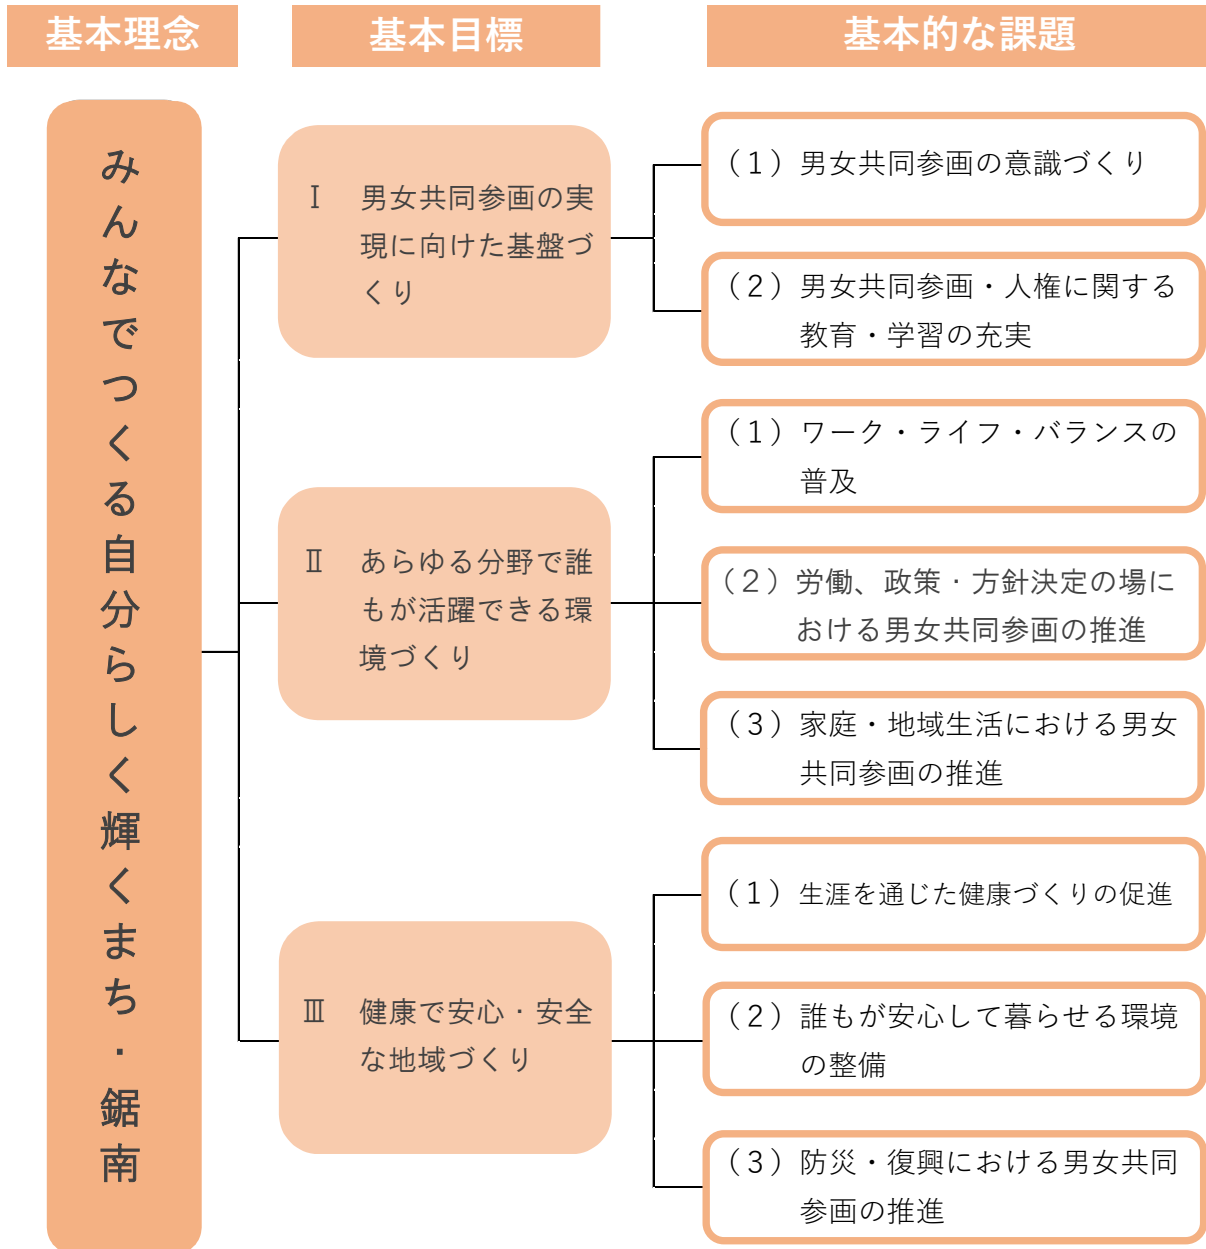 基本理念
基本目標
基本的な課題
みんなでつくる自分らしく輝くまち・鋸南
Ⅰ 男女共同参画の実
現に向けた基盤づ
くり
（１）男女共同参画の意識づくり
（２）男女共同参画・人権に関する
教育・学習の充実
Ⅱ あらゆる分野で誰
もが活躍できる環
境づくり
（１）ワーク・ライフ・バランスの
普及
（２）労働、政策・方針決定の場に
おける男女共同参画の推進
（３）家庭・地域生活における男女
共同参画の推進
Ⅲ 健康で安心・安全
な地域づくり
（１）生涯を通じた健康づくりの促進
（２）誰もが安心して暮らせる環境
の整備
（３）防災・復興における男女共同
参画の推進